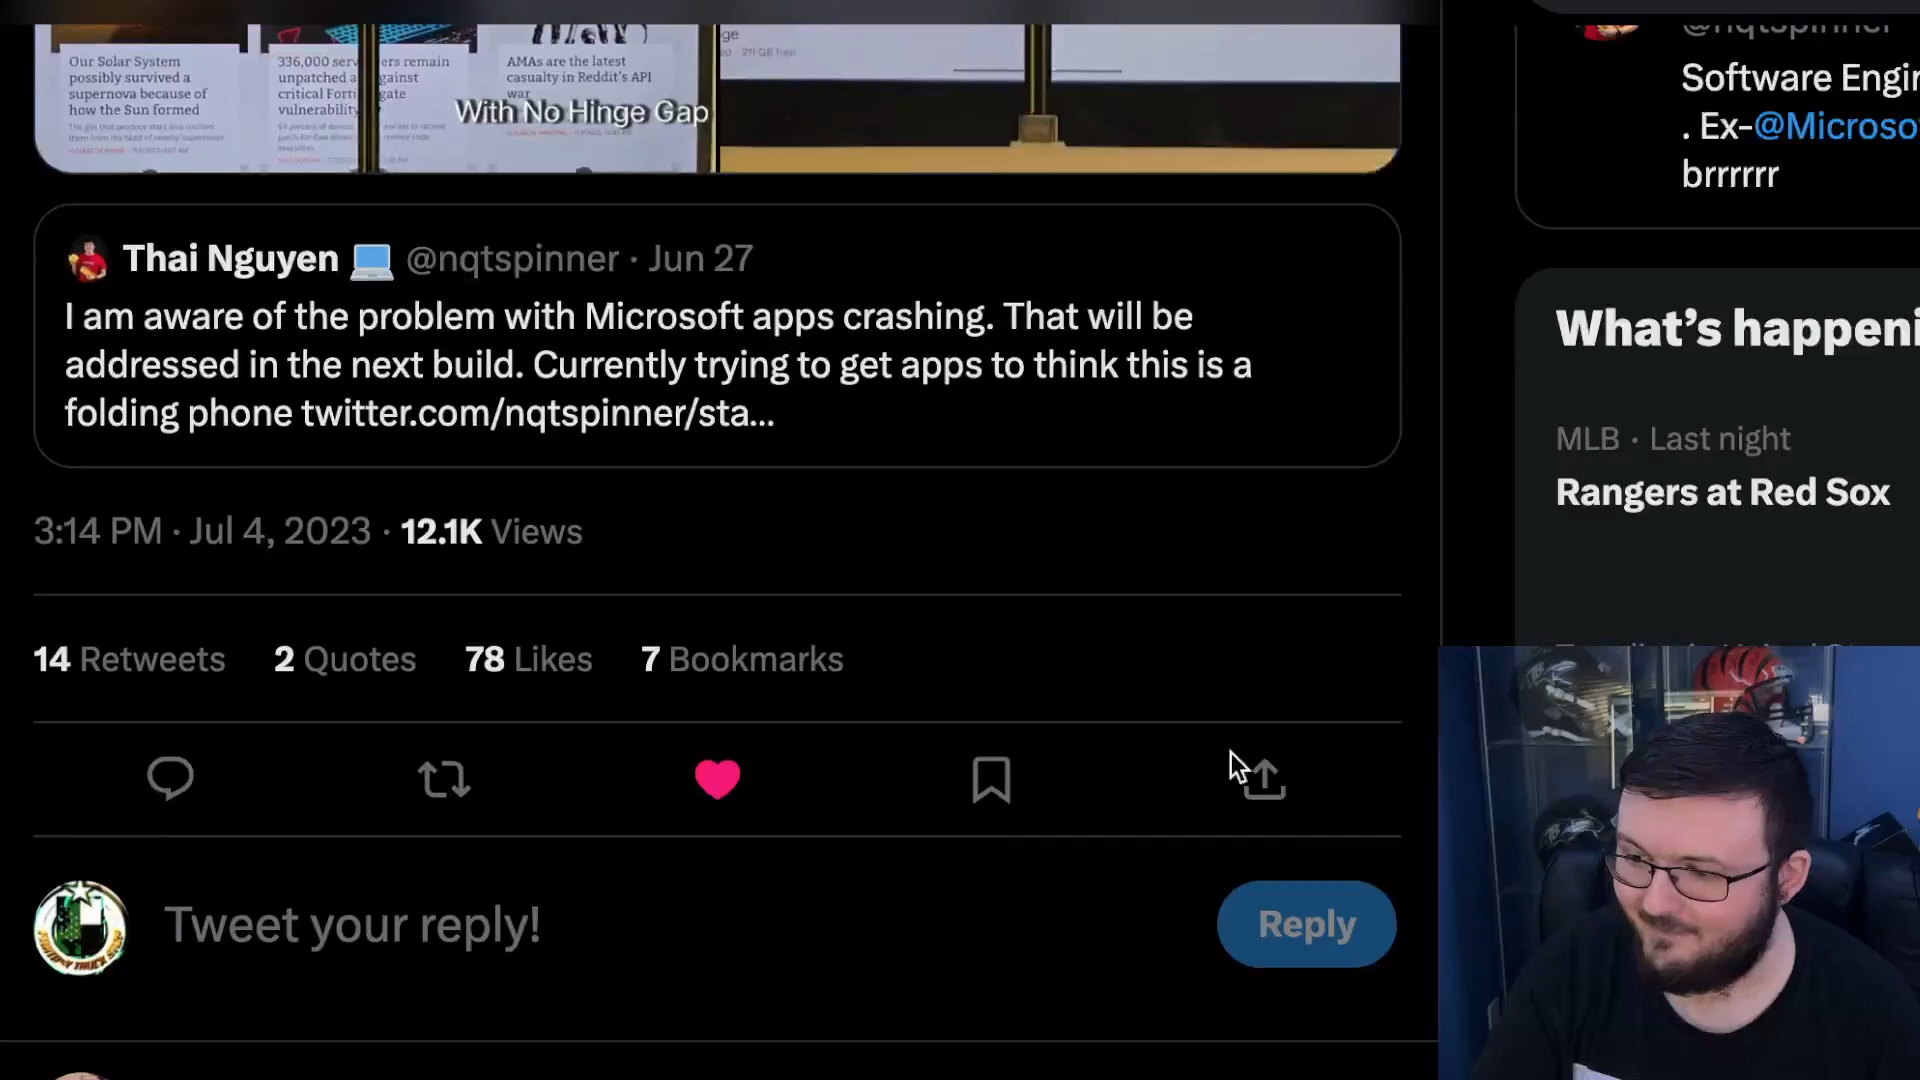 Our Solar System
possibly survived a
supernova because of
how the Sun formed
336,000 serv ers remain
unpatched a gainst
critical Forti gate
vulnerability
AMAs are the latest
casualty in Reddit's API
war
With No Hinge Gap
ge
Thai Nguyen @nqtspinner · Jun 27
I am aware of the problem with Microsoft apps crashing. That will be
addressed in the next build. Currently trying to get apps to think this is a
folding phone twitter.com/nqtspinner/sta...
3:14 PM · Jul 4, 2023 · 12.1K Views
14 Retweets 2 Quotes 78 Likes 7 Bookmarks
Tweet your reply!
Reply
@nqtspinner
Software Engin
. Ex-@Microso
brrrrrr
What's happeni
MLB · Last night
Rangers at Red Sox